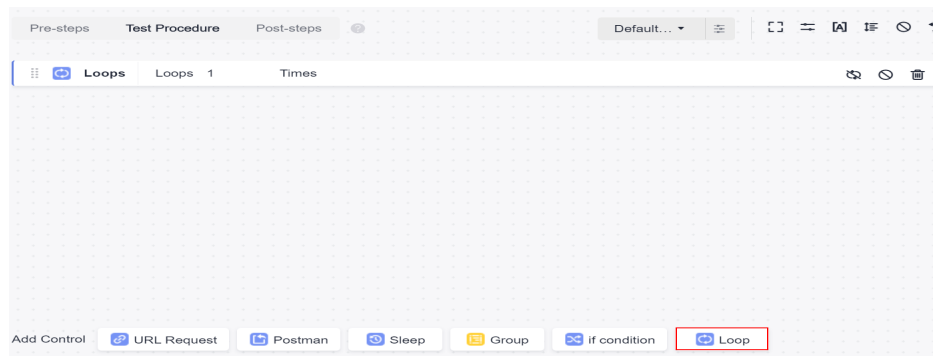 Pre-steps Test Procedure Post-steps ? Default... [A]
Loops Loops 1 Times
Add Control URL Request Postman Sleep Group if condition Loop